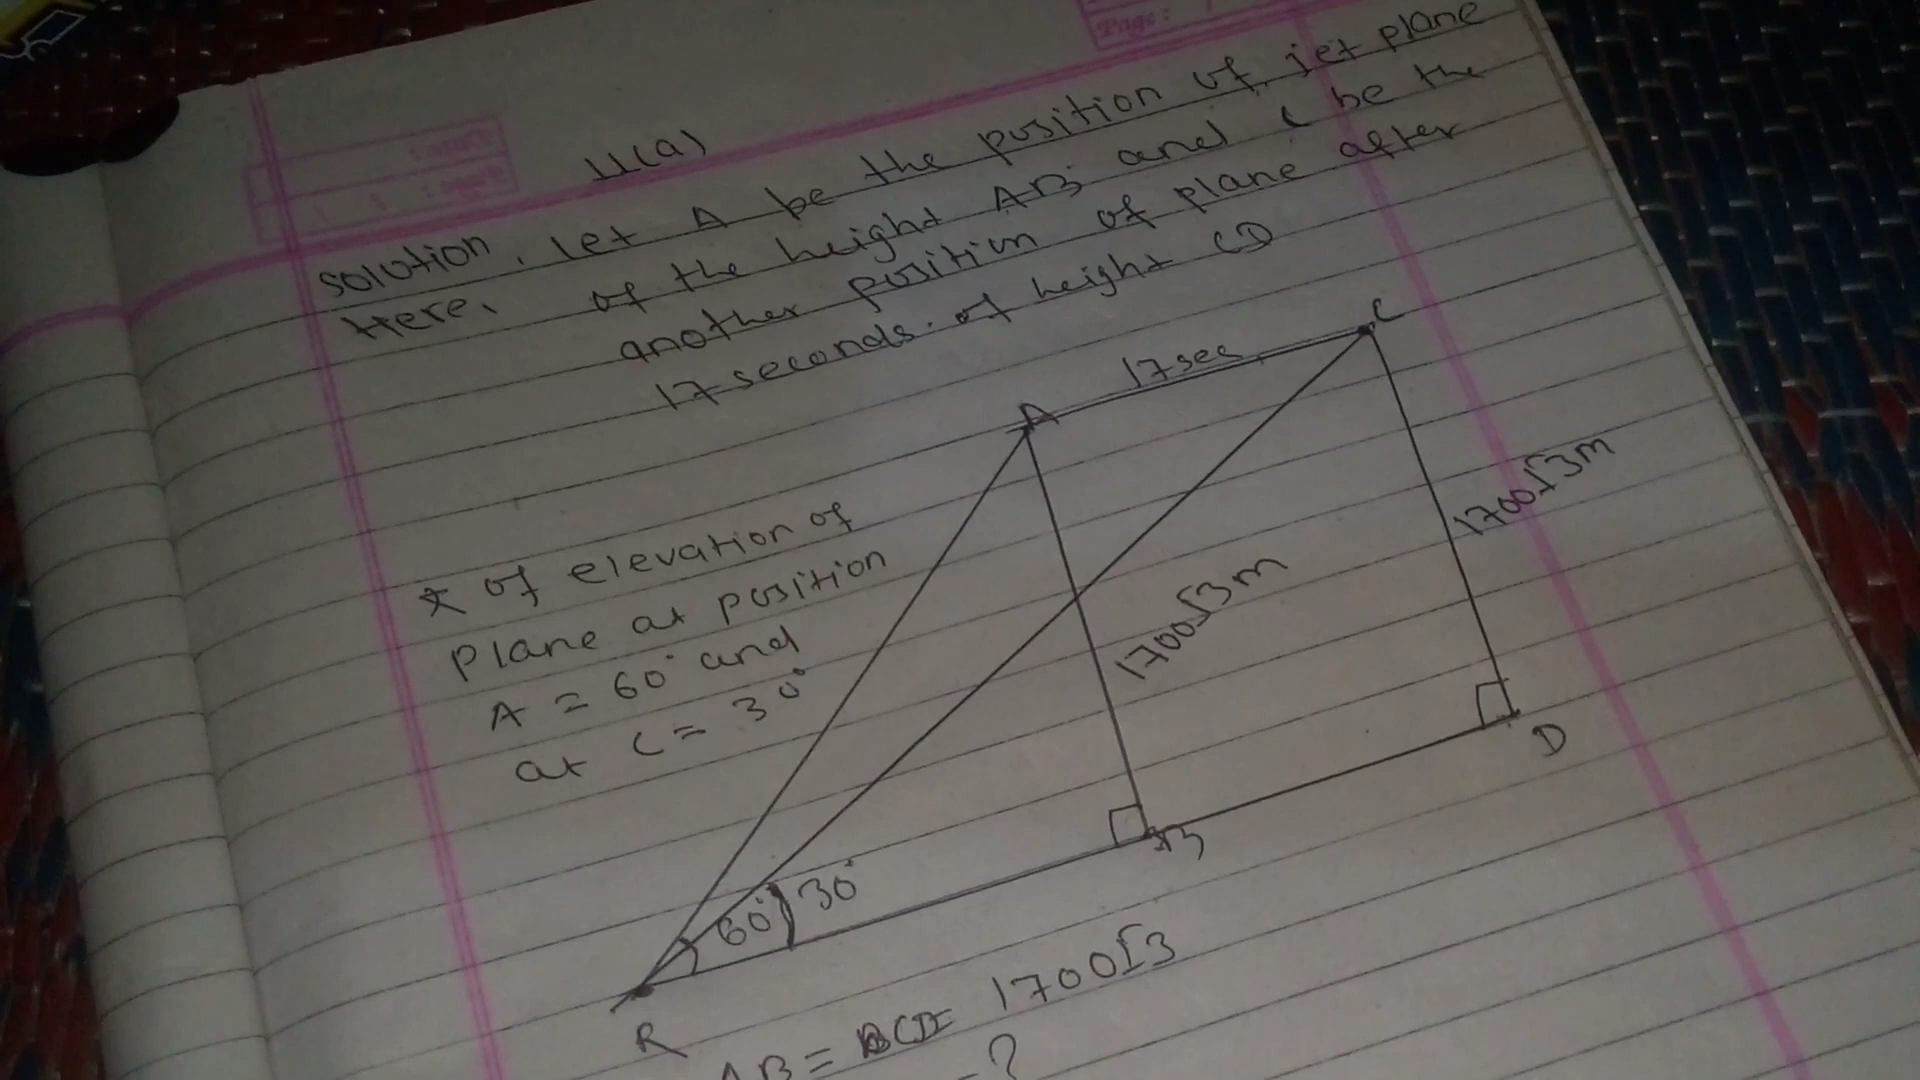 Page:
11(a)
solution,
Here, let A be the position of jet plane
of the height AB and C be the
another position of plane after
17 seconds. of height CD
A
17 sec
C
∡ of elevation of
plane at position
A = 60° and
at C = 30°
1700√3m
1700√3m
D
B
60°
30°
R
AB = CD = 1700√3
= ?